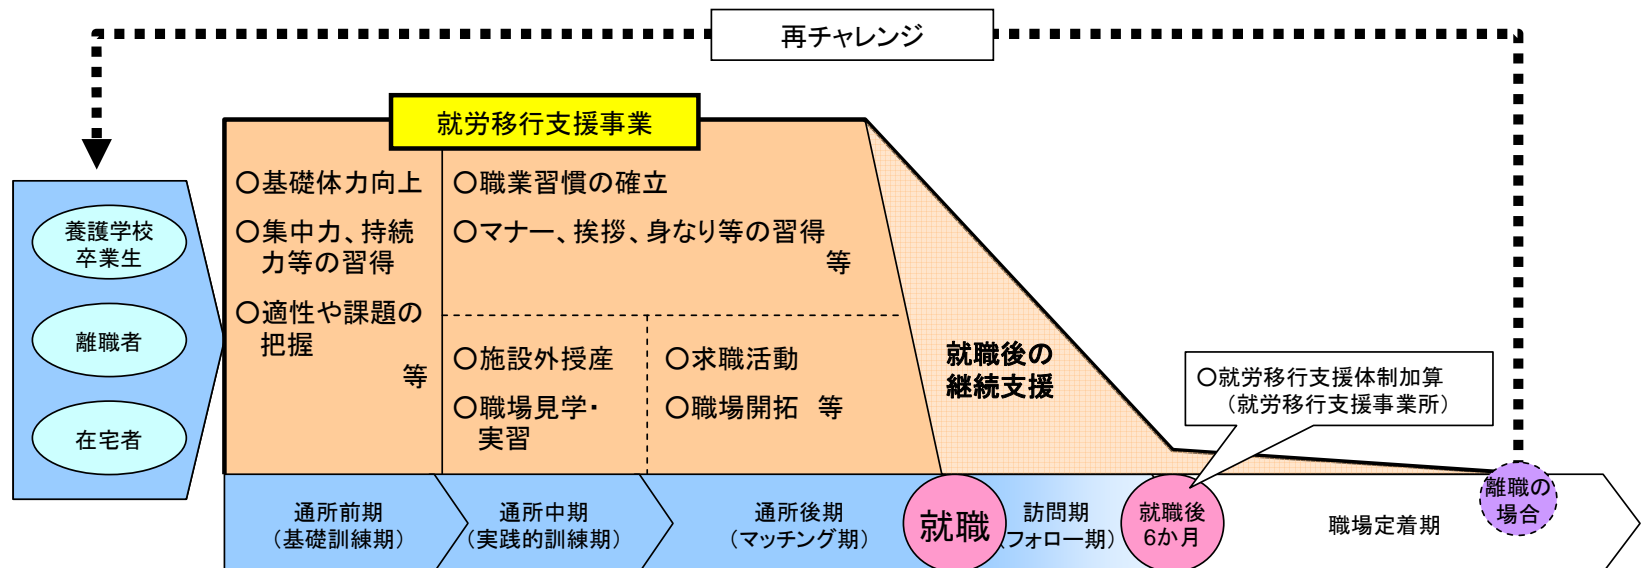 再チャレンジ
就労移行支援事業
養護学校
卒業生
離職者
在宅者
○基礎体力向上
○集中力、持続
力等の習得
○適性や課題の
把握
等
○職業習慣の確立
○マナー、挨拶、身なり等の習得
等
○施設外授産
○職場見学・
実習
○求職活動
○職場開拓 等
就職後の
継続支援
○就労移行支援体制加算
（就労移行支援事業所）
通所前期
（基礎訓練期）
通所中期
（実践的訓練期）
通所後期
（マッチング期）
就職
訪問期
（フォロー期）
就職後
6か月
職場定着期
離職の
場合